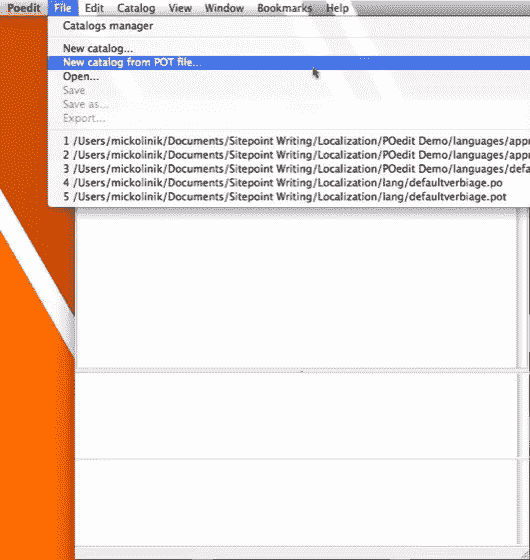 Poedit File Edit Catalog View Window Bookmarks Help
Catalogs manager
New catalog...
New catalog from POT file...
Open...
Save
Save as...
Export...
1 /Users/mickolinik/Documents/Sitepoint Writing/Localization/POedit Demo/languages/appr
2 /Users/mickolinik/Documents/Sitepoint Writing/Localization/POedit Demo/languages/appr
3 /Users/mickolinik/Documents/Sitepoint Writing/Localization/POedit Demo/languages/defa
4 /Users/mickolinik/Documents/Sitepoint Writing/Localization/lang/defaultverbiage.po
5 /Users/mickolinik/Documents/Sitepoint Writing/Localization/lang/defaultverbiage.pot